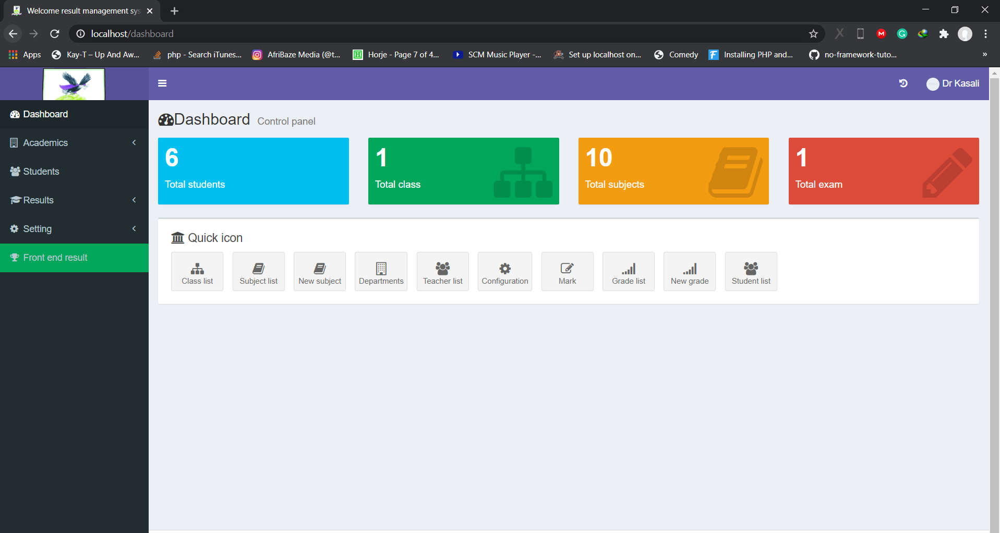 Welcome result management sys
localhost/dashboard
Apps
Kay-T – Up And Aw...
php - Search iTunes...
AfriBaze Media (@t...
Horje - Page 7 of 4...
SCM Music Player -...
Set up localhost on...
Comedy
Installing PHP and...
no-framework-tuto...
»
Dr Kasali
Dashboard
Academics
Students
Results
Setting
Front end result
Dashboard Control panel
6
Total students
1
Total class
10
Total subjects
1
Total exam
Quick icon
Class list
Subject list
New subject
Departments
Teacher list
Configuration
Mark
Grade list
New grade
Student list